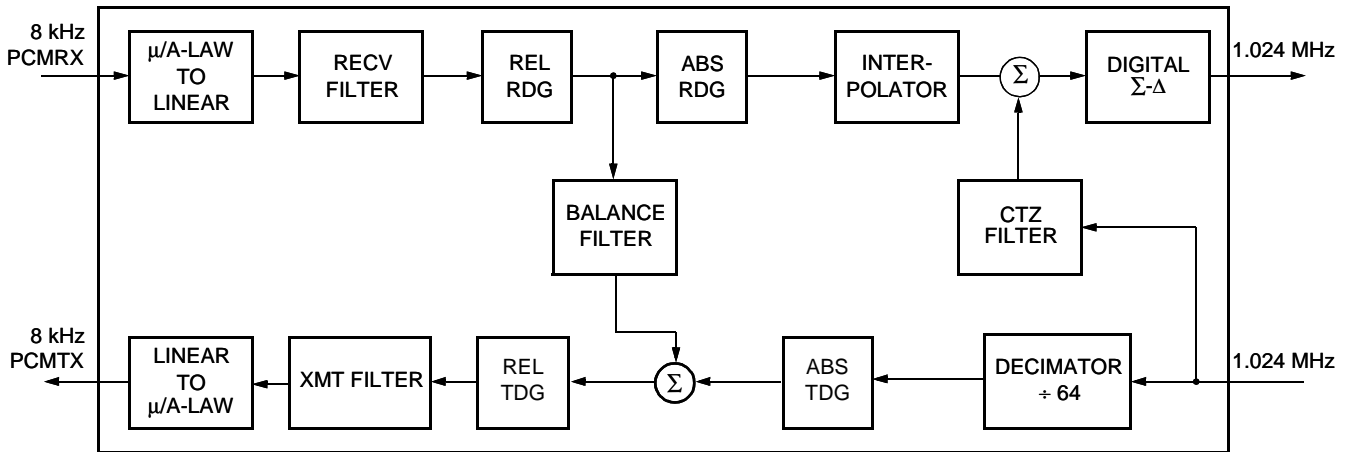 8 kHz
PCMRX
μ/A-LAW
TO
LINEAR
RECV
FILTER
REL
RDG
ABS
RDG
INTER-
POLATOR
Σ
DIGITAL
Σ-Δ
1.024 MHz
BALANCE
FILTER
CTZ
FILTER
8 kHz
PCMTX
LINEAR
TO
μ/A-LAW
XMT FILTER
REL
TDG
Σ
ABS
TDG
DECIMATOR
÷ 64
1.024 MHz